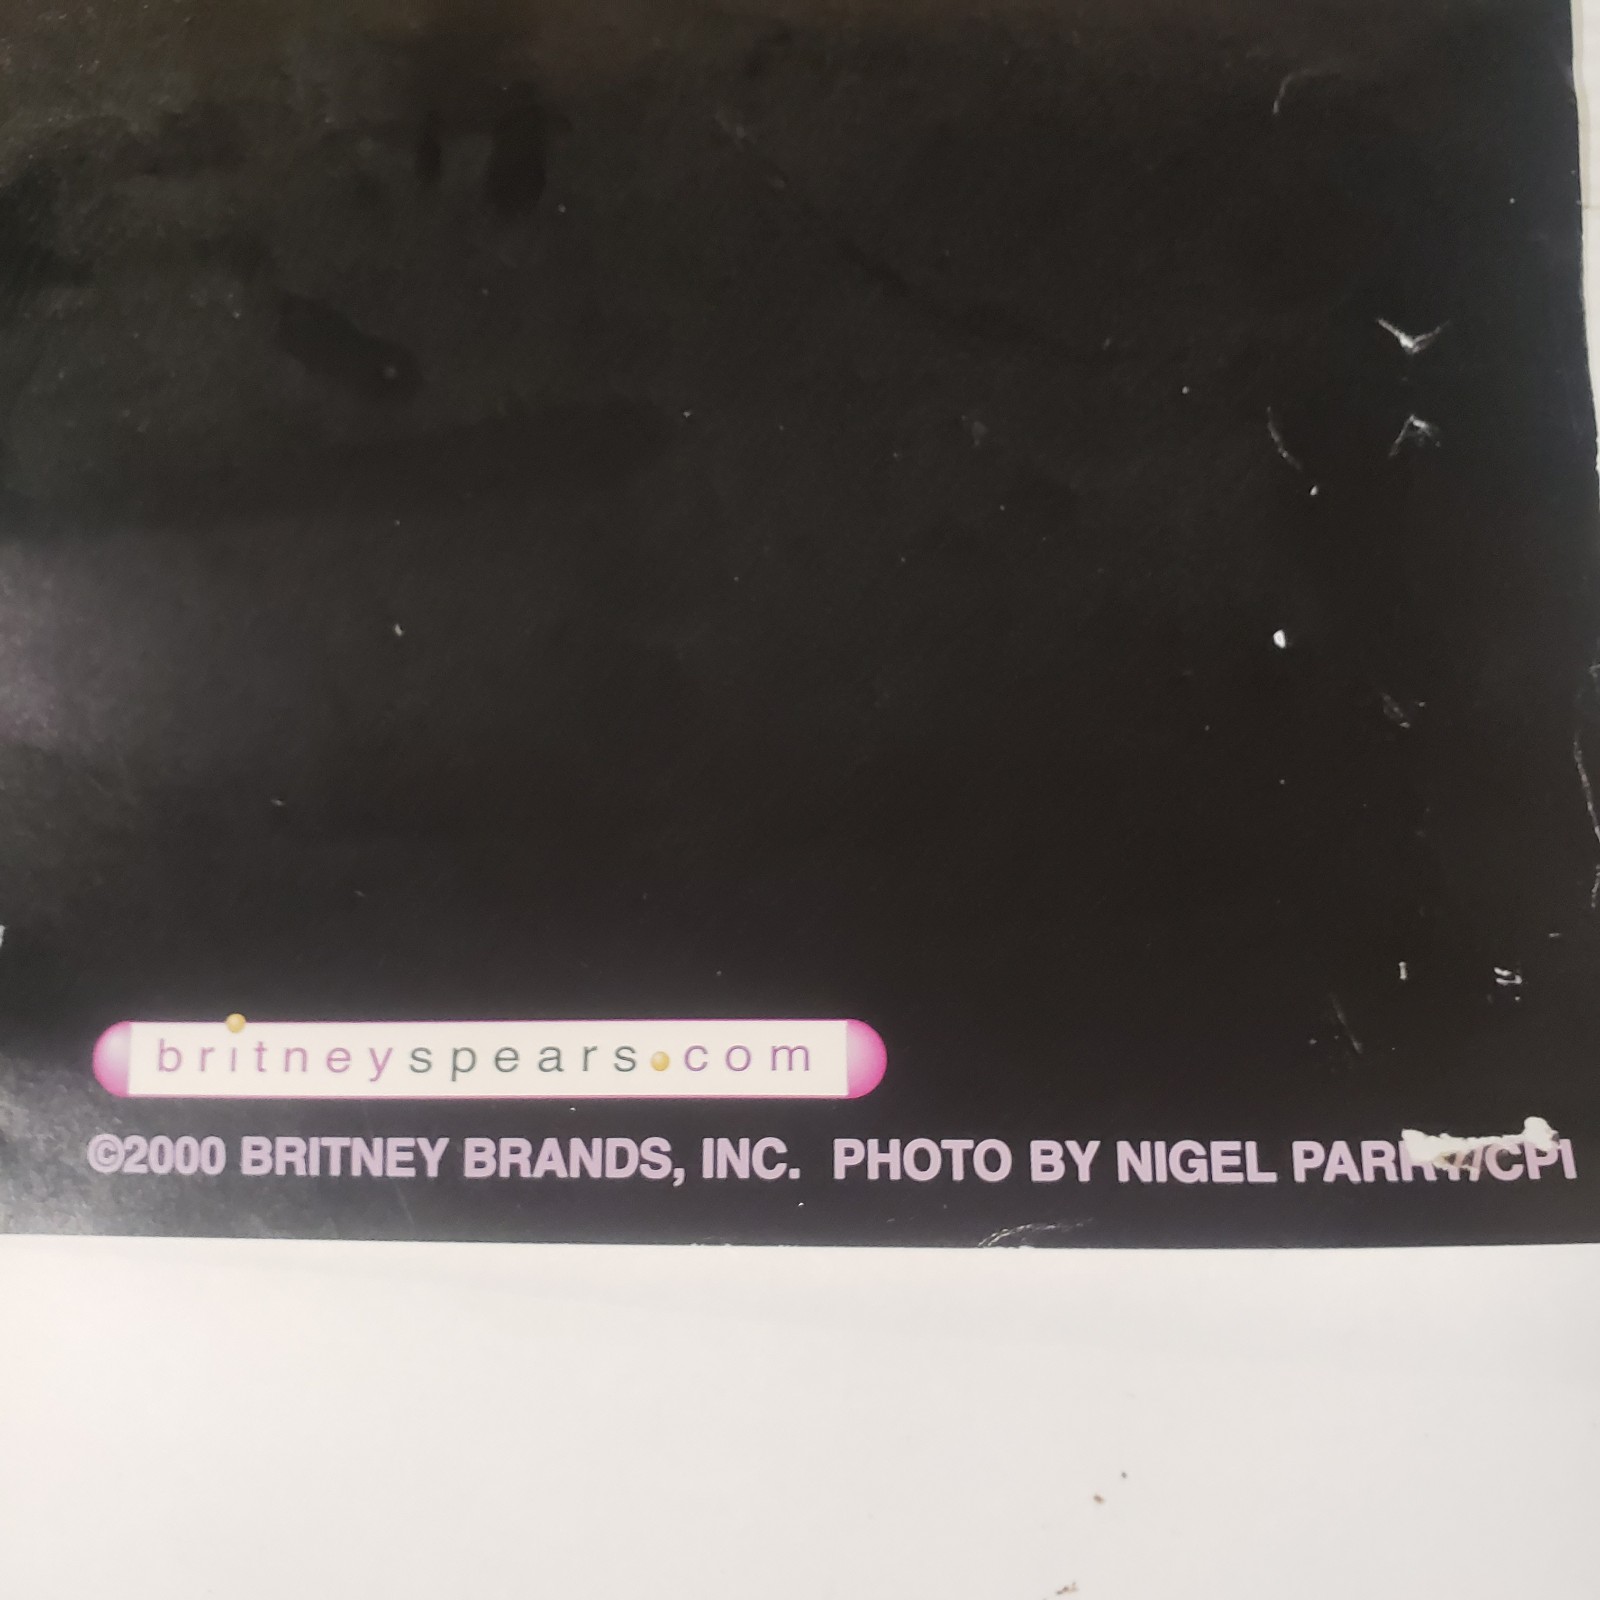 britneyspears.com
©2000 BRITNEY BRANDS, INC. PHOTO BY NIGEL PARRY/CPI